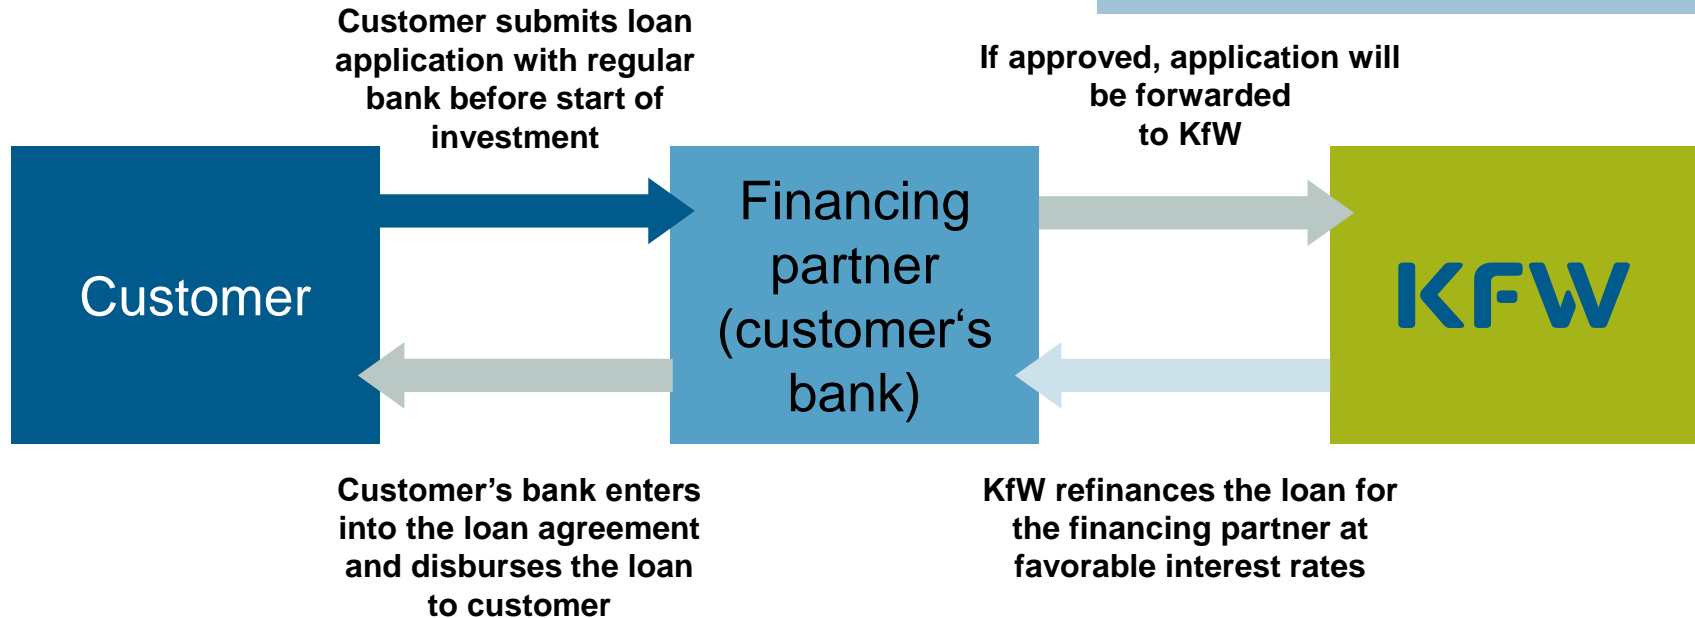 Customer submits loan
application with regular
bank before start of
investment
If approved, application will
be forwarded
to KfW
Customer
Financing
partner
(customer‘s
bank)
KFW
Customer’s bank enters
into the loan agreement
and disburses the loan
to customer
KfW refinances the loan for
the financing partner at
favorable interest rates